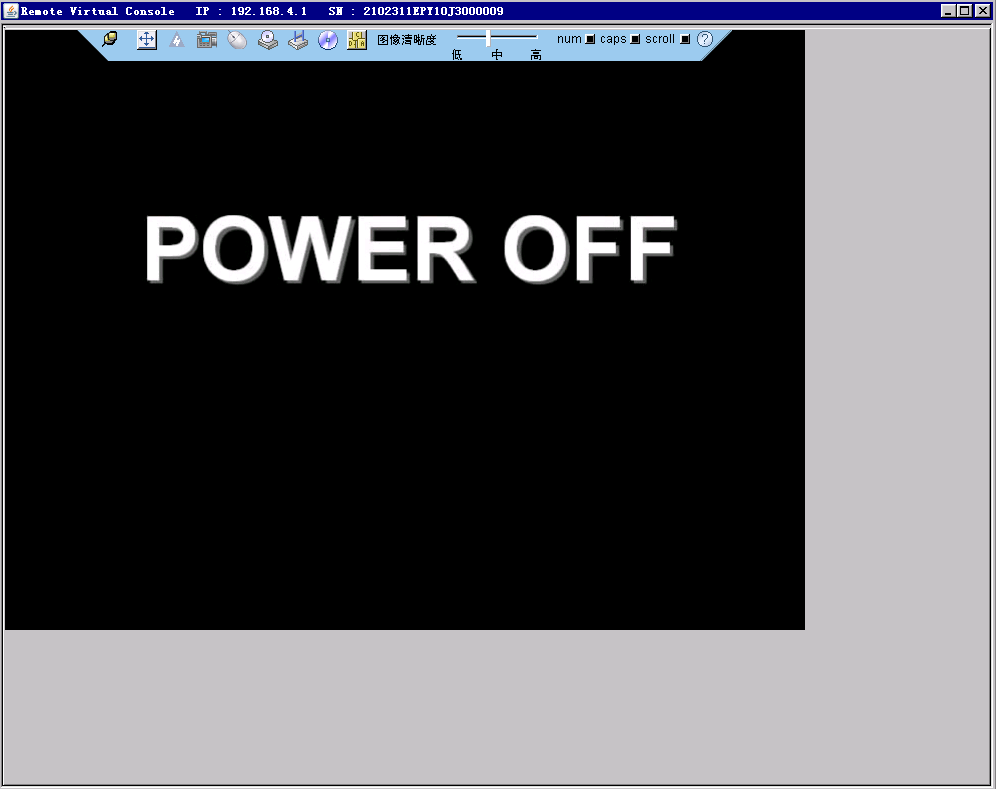 Remote Virtual Console IP : 192.168.4.1 SN : 2102311EPY10J3000009
图像清晰度
低 中 高
num caps scroll ?
POWER OFF